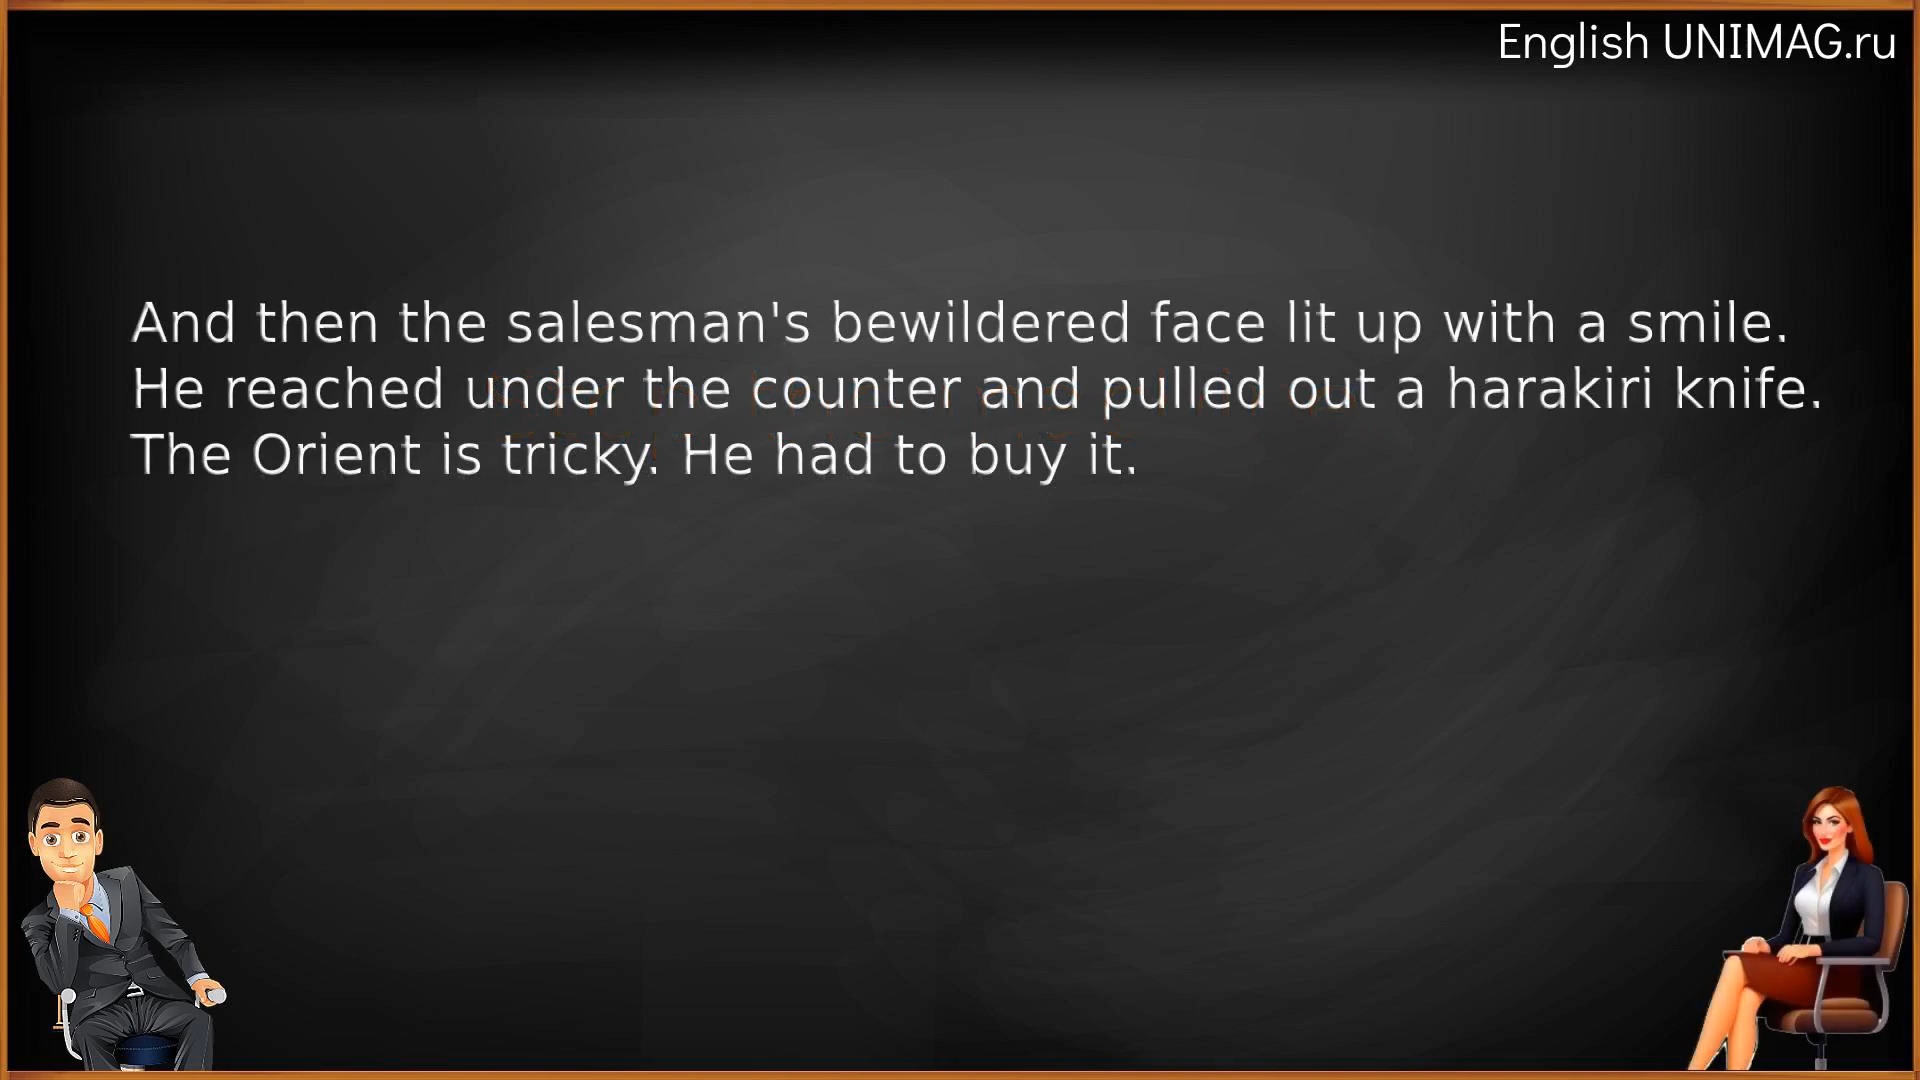 English UNIMAG.ru
And then the salesman's bewildered face lit up with a smile.
He reached under the counter and pulled out a harakiri knife.
The Orient is tricky. He had to buy it.